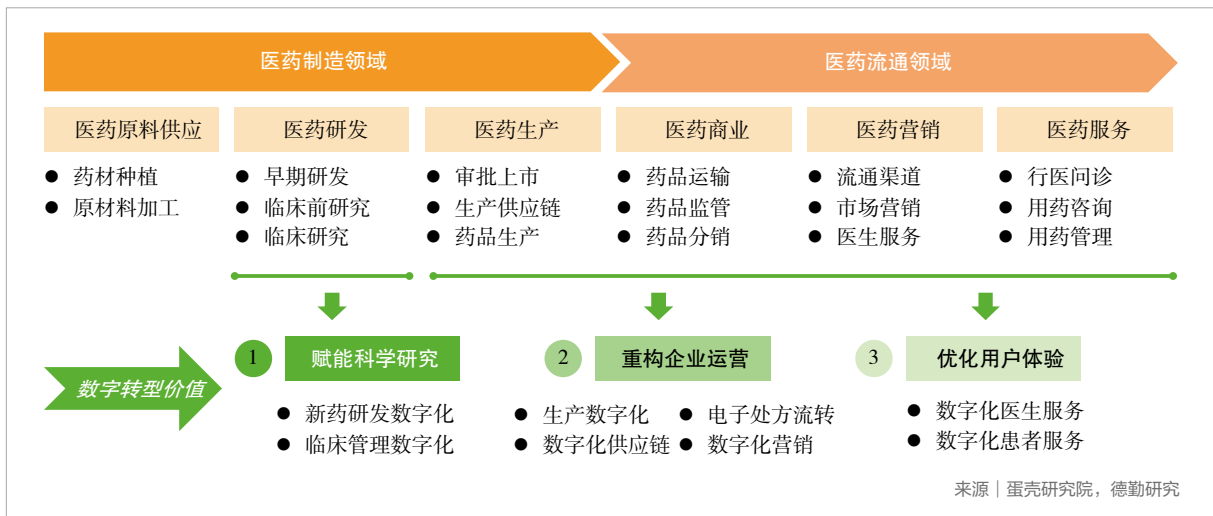 医药制造领域
医药流通领域
医药原料供应
医药研发
医药生产
医药商业
医药营销
医药服务
● 药材种植
● 原材料加工
● 早期研发
● 临床前研究
● 临床研究
● 审批上市
● 生产供应链
● 药品生产
● 药品运输
● 药品监管
● 药品分销
● 流通渠道
● 市场营销
● 医生服务
● 行医问诊
● 用药咨询
● 用药管理
数字转型价值
1 赋能科学研究
● 新药研发数字化
● 临床管理数字化
2 重构企业运营
● 生产数字化
● 数字化供应链
● 电子处方流转
● 数字化营销
3 优化用户体验
● 数字化医生服务
● 数字化患者服务
来源｜蛋壳研究院，德勤研究